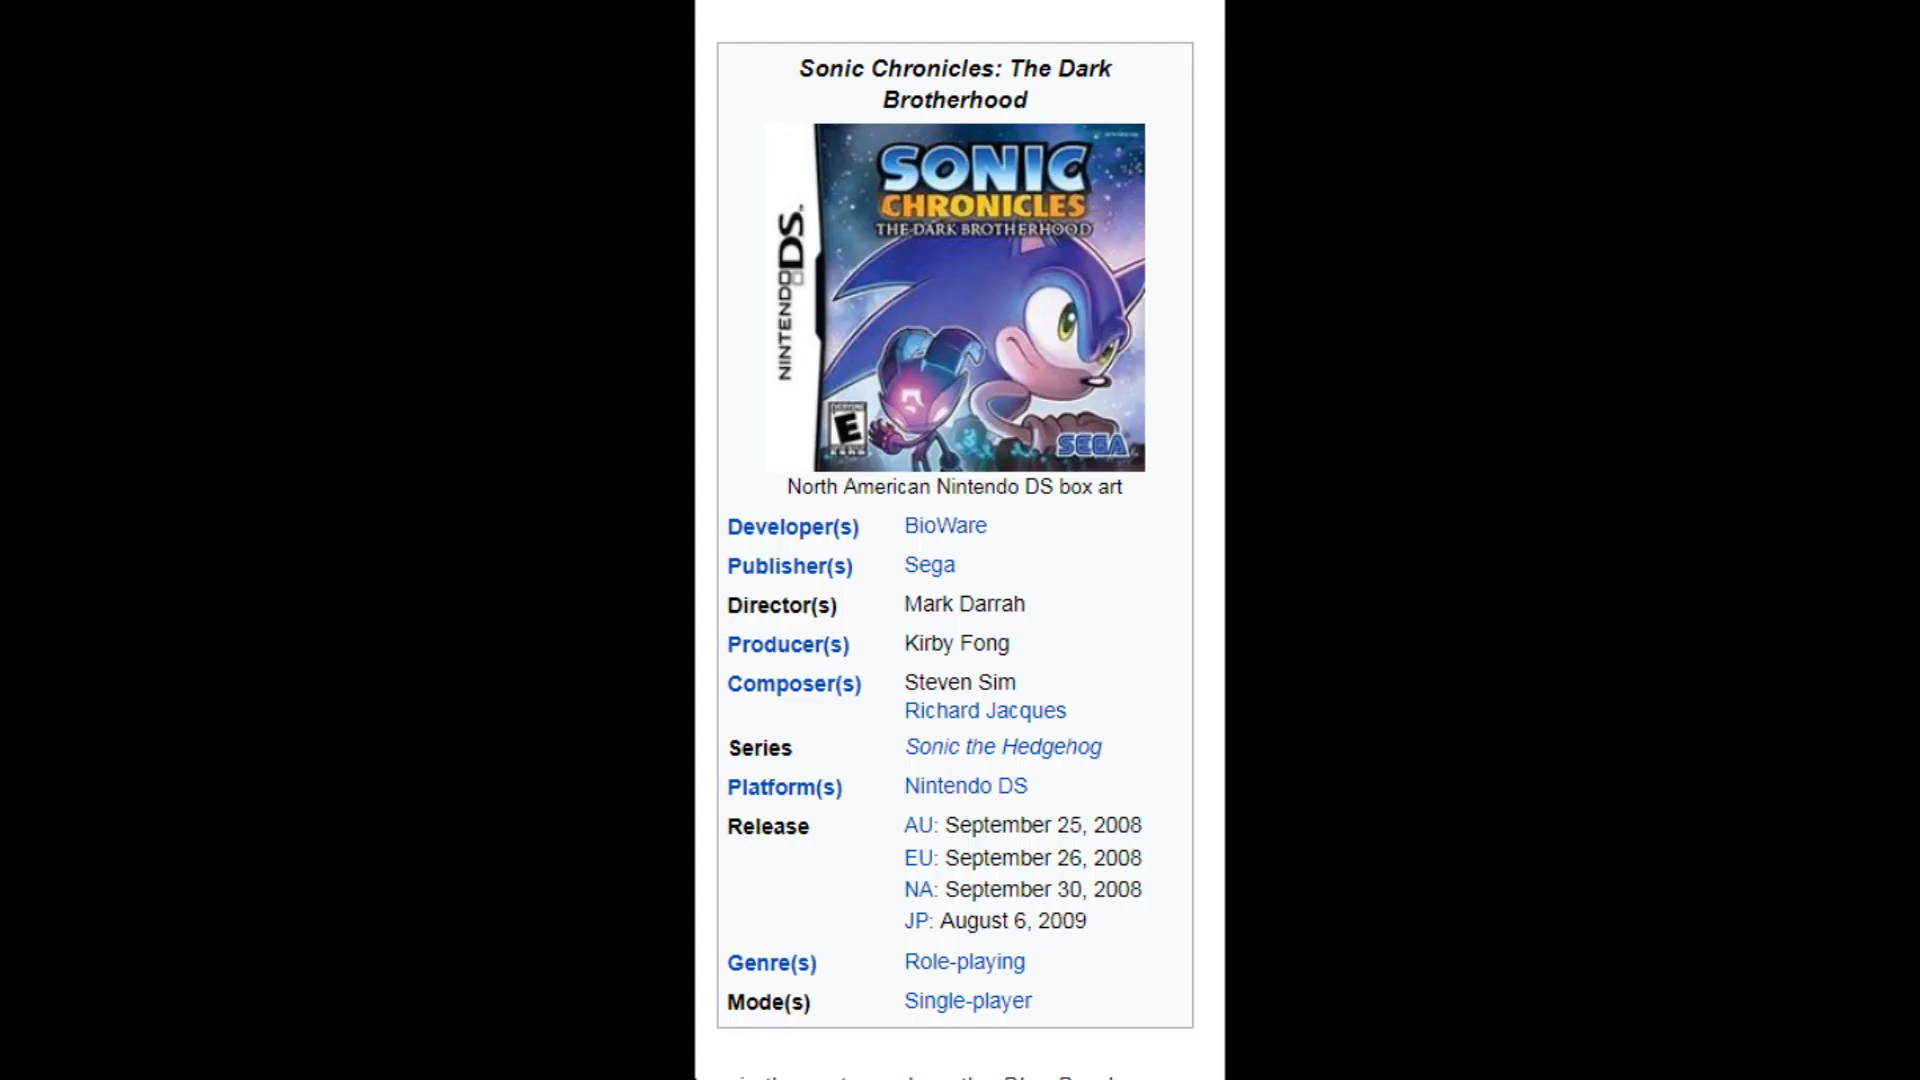 Sonic Chronicles: The Dark
Brotherhood
SONIC
CHRONICLES
THE DARK BROTHERHOOD
NINTENDO DS™
EVERYONE
E
ESRB
SEGA
North American Nintendo DS box art
Developer(s) BioWare
Publisher(s) Sega
Director(s) Mark Darrah
Producer(s) Kirby Fong
Composer(s) Steven Sim
Richard Jacques
Series Sonic the Hedgehog
Platform(s) Nintendo DS
Release AU: September 25, 2008
EU: September 26, 2008
NA: September 30, 2008
JP: August 6, 2009
Genre(s) Role-playing
Mode(s) Single-player